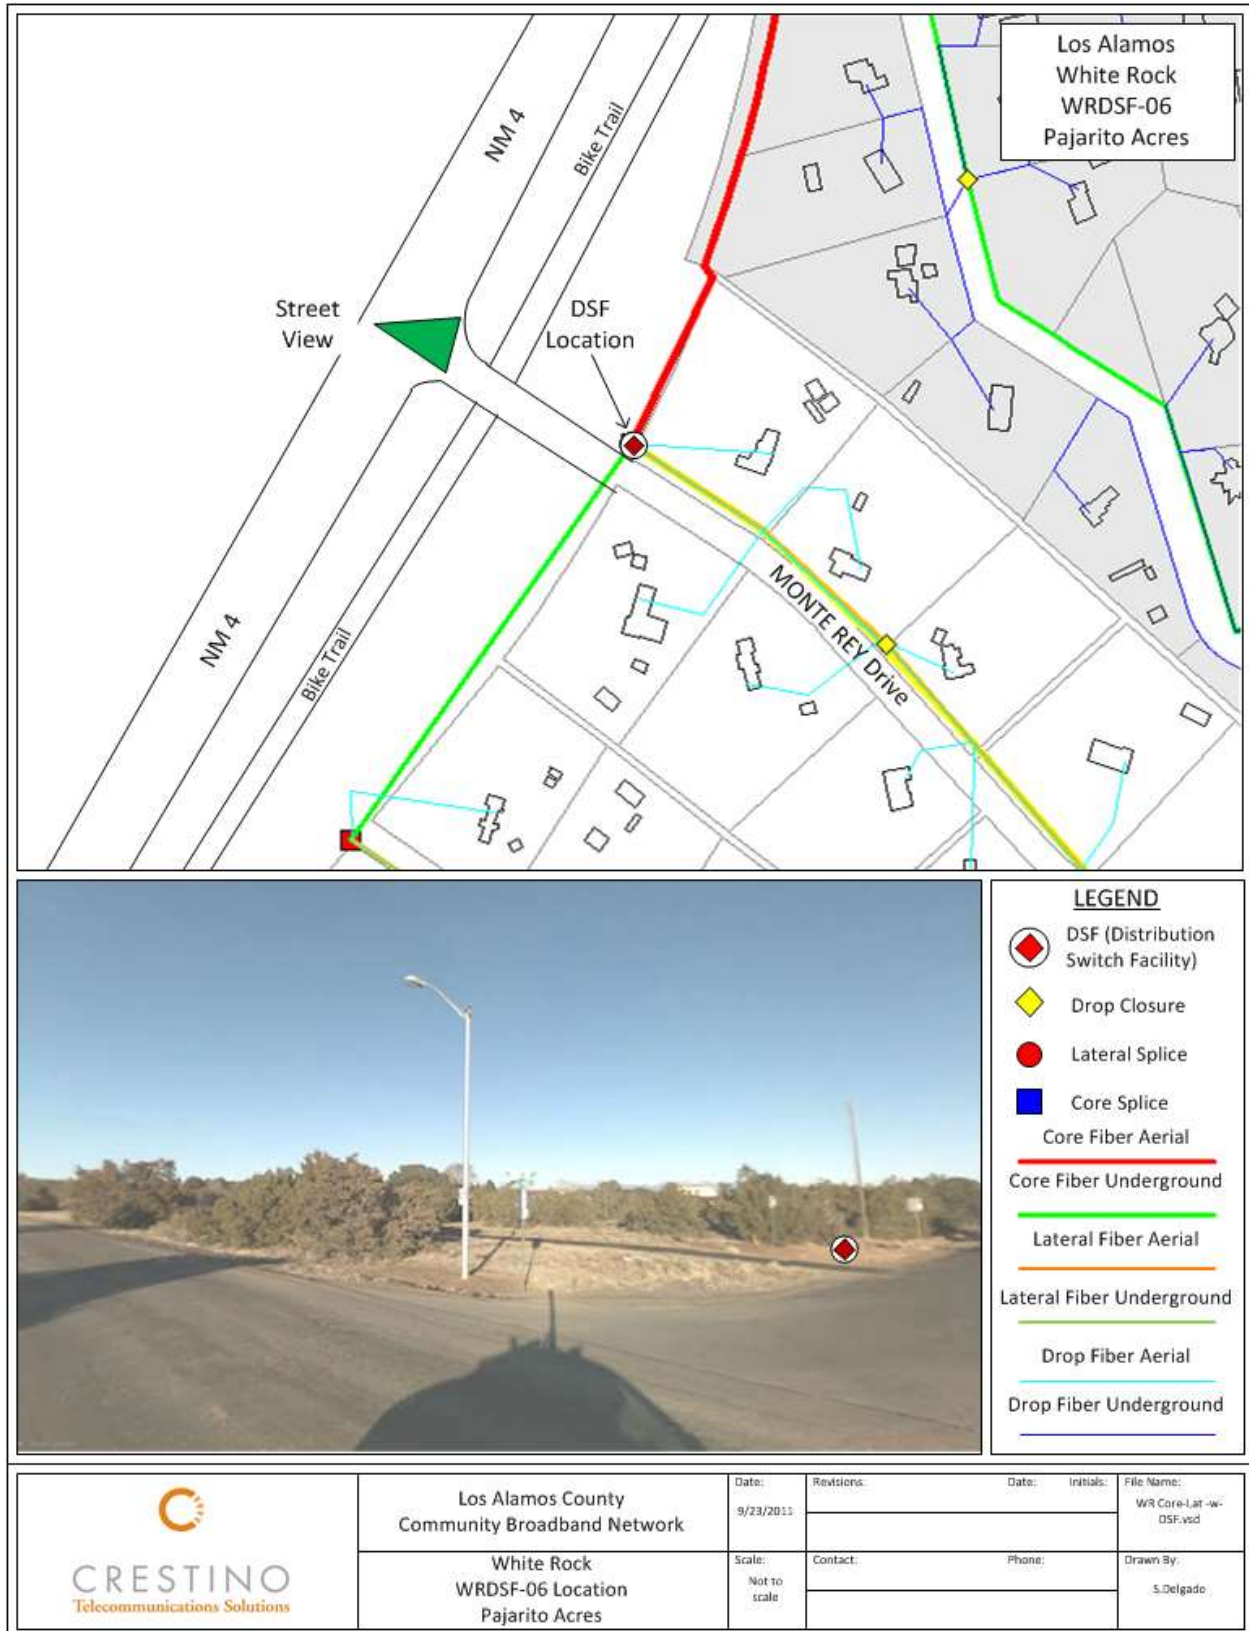 Los Alamos
White Rock
WRDSF-06
Pajarito Acres
NM 4
Bike Trail
Street
View
DSF
Location
MONTE REY Drive
NM 4
Bike Trail
LEGEND
DSF (Distribution
Switch Facility)
Drop Closure
Lateral Splice
Core Splice
Core Fiber Aerial
Core Fiber Underground
Lateral Fiber Aerial
Lateral Fiber Underground
Drop Fiber Aerial
Drop Fiber Underground
CRESTINO
Telecommunications Solutions
Los Alamos County
Community Broadband Network
White Rock
WRDSF-06 Location
Pajarito Acres
Date:
9/23/2011
Scale:
Not to
scale
Revisions:
Date:
Initials:
Contact:
Phone:
File Name:
WR Core-Lat -w-
DSF.vsd
Drawn By:
S.Delgado